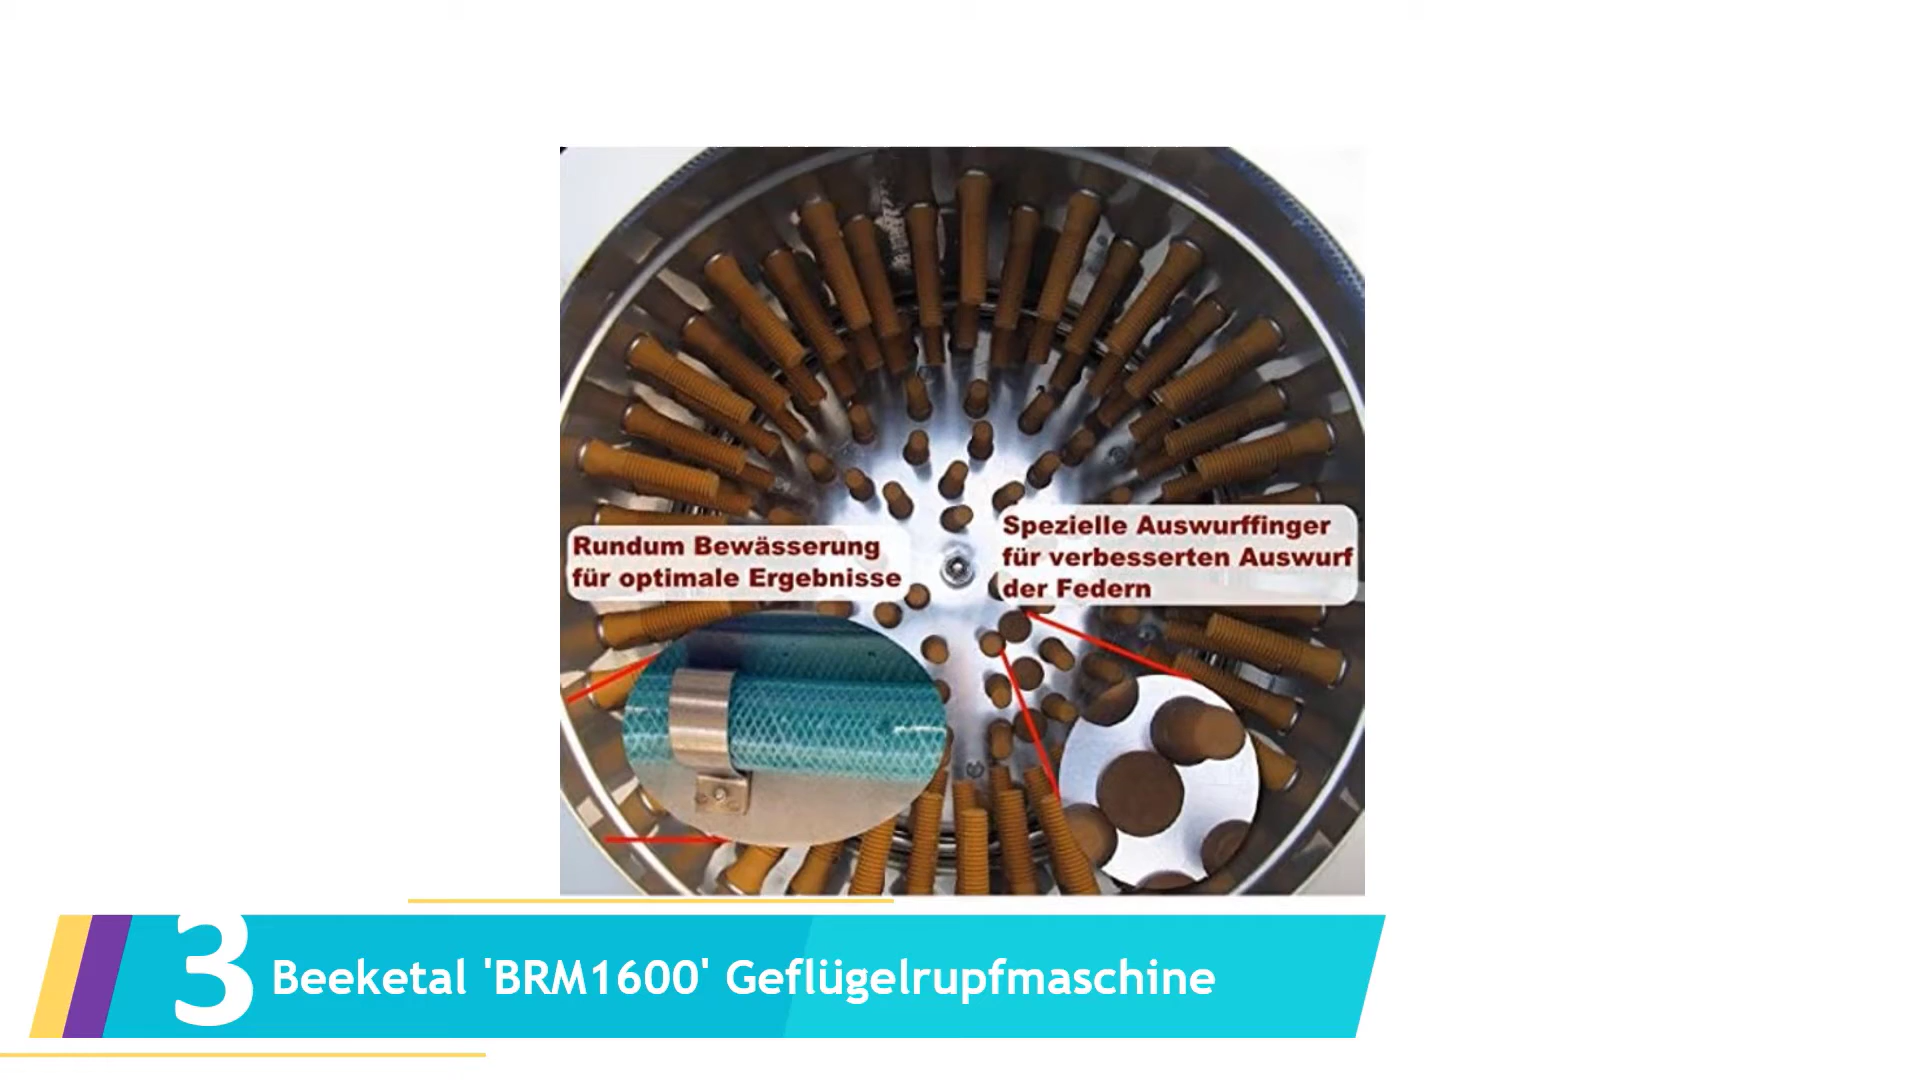 Rundum Bewässerung
für optimale Ergebnisse
Spezielle Auswurffinger
für verbesserten Auswurf
der Federn
3
Beeketal 'BRM1600' Geflügelrupfmaschine